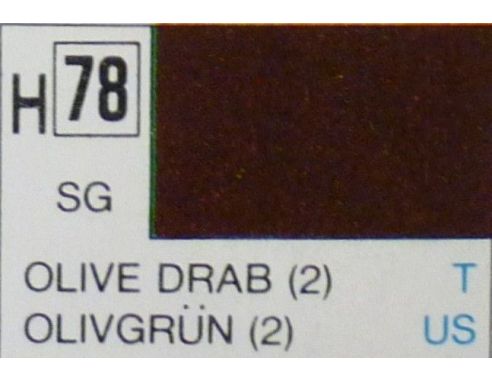 H 78
SG
OLIVE DRAB (2) T
OLIVGRÜN (2) US